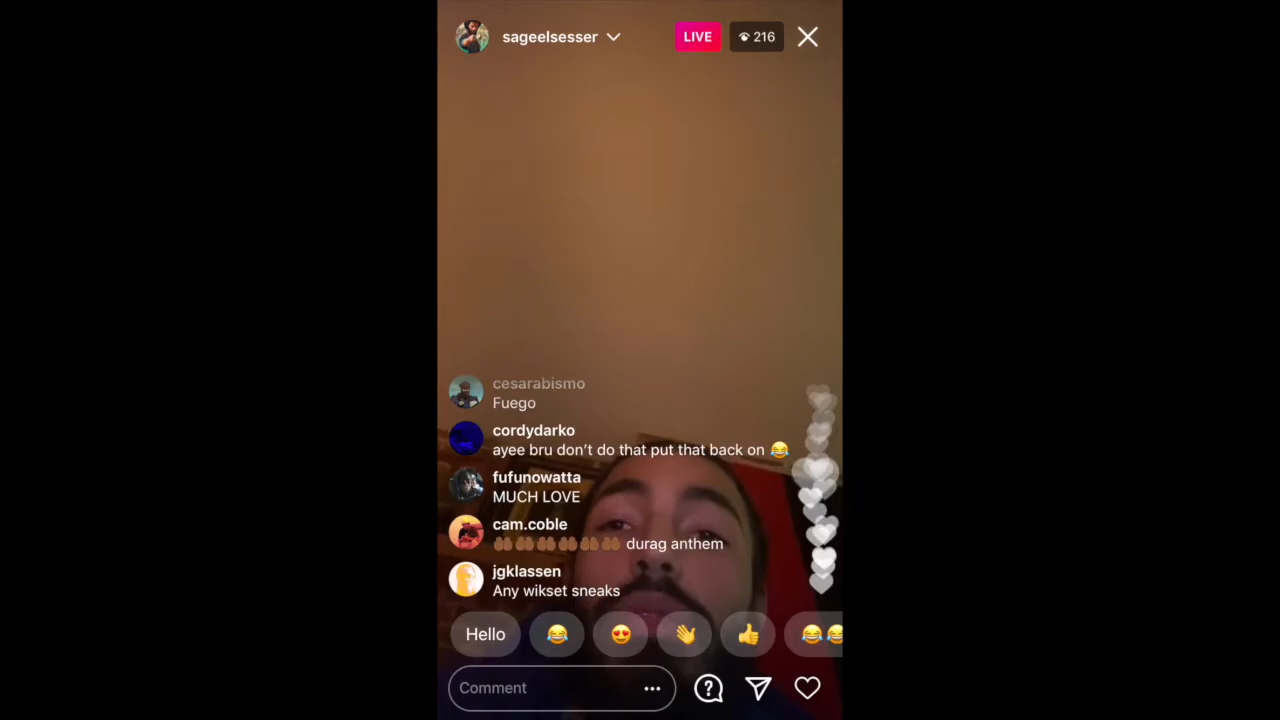 sageelsesser
LIVE
216
cesarabismo
Fuego
cordydarko
ayee bru don’t do that put that back on 😂
fufunowatta
MUCH LOVE
cam.coble
🤲🏾🤲🏾🤲🏾🤲🏾🤲🏾🤲🏾 durag anthem
jgklassen
Any wikset sneaks
Hello 😂 😍 👋 👍 😂😂
Comment